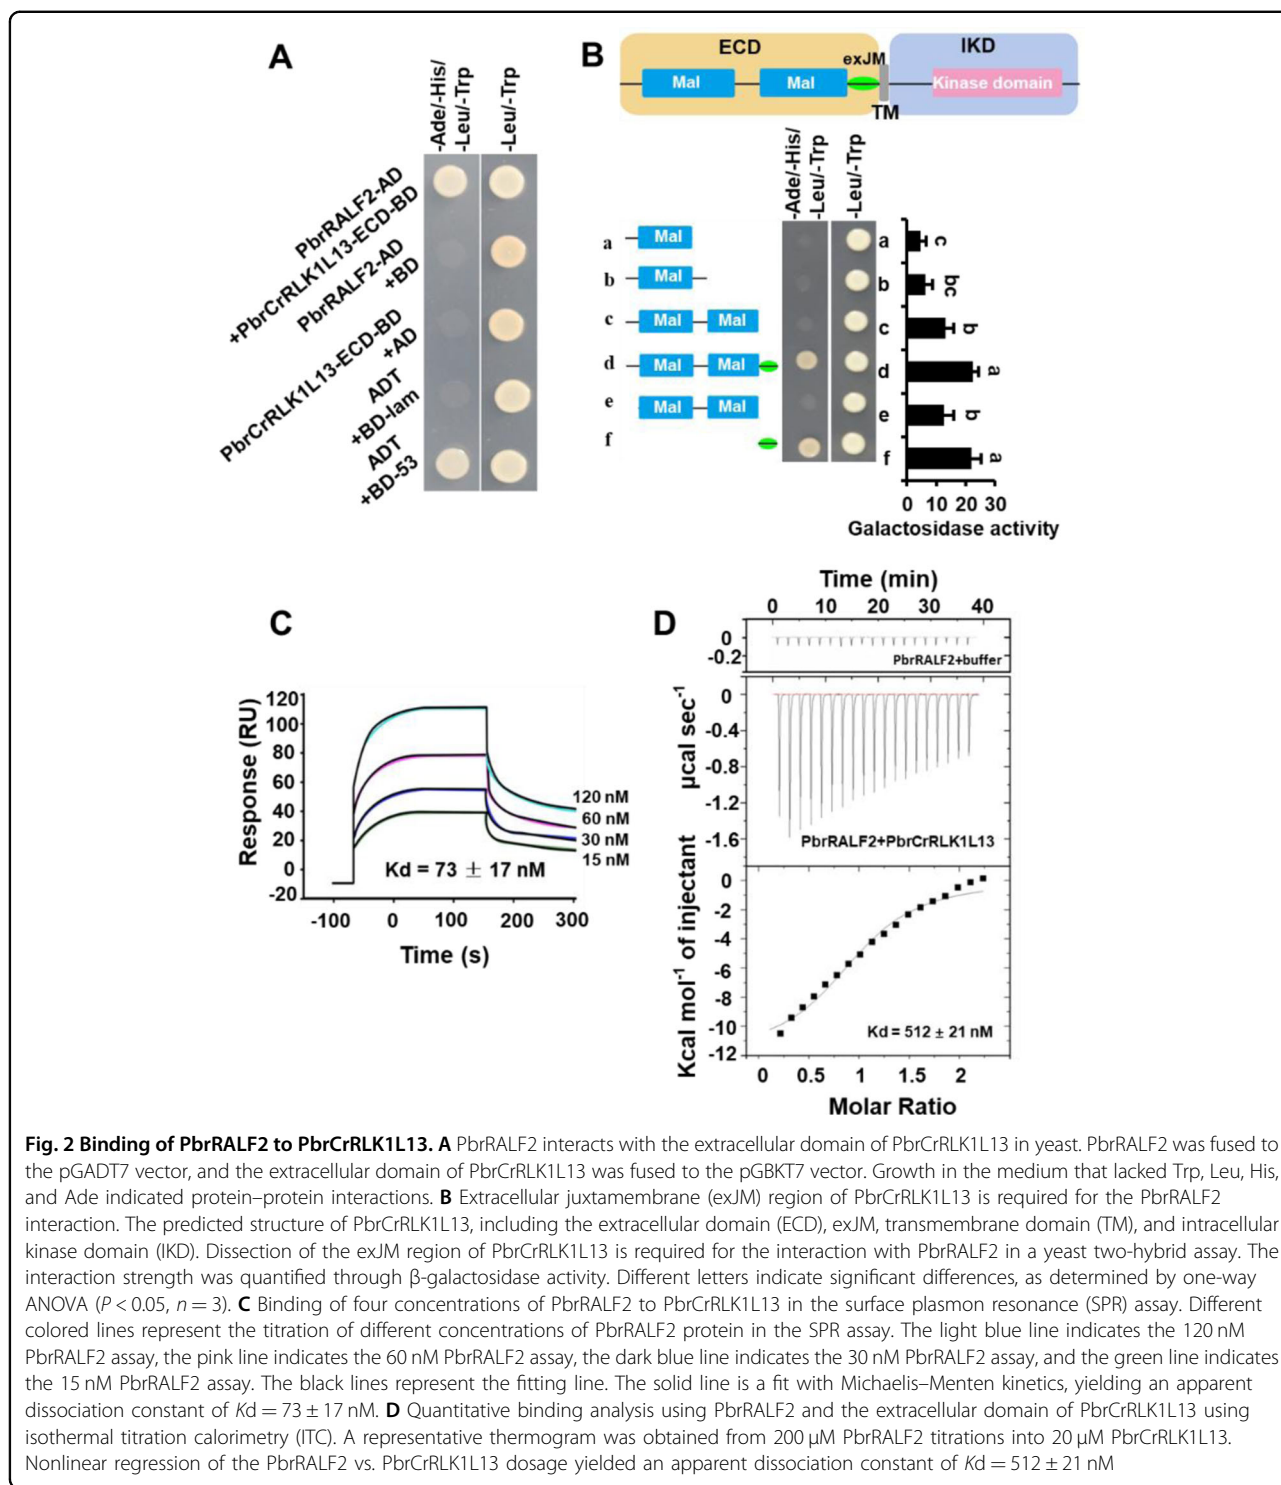 A
-Ade/-His/
-Leu/-Trp
-Leu/-Trp
PbrRALF2-AD
+PbrCrRLK1L13-ECD-BD
PbrRALF2-AD
+BD
PbrCrRLK1L13-ECD-BD
+AD
ADT
+BD-lam
ADT
+BD-53
B
ECD
IKD
exJM
Mal
Mal
Kinase domain
TM
-Ade/-His/
-Leu/-Trp
-Leu/-Trp
a
Mal
a
c
b
Mal
b
bc
c
Mal
Mal
c
b
d
Mal
Mal
d
a
e
Mal
Mal
e
b
f
f
a
0 10 20 30
Galactosidase activity
C
Response (RU)
120
100
80
60
40
20
0
-20
120 nM
60 nM
30 nM
15 nM
Kd = 73 ± 17 nM
-100 0 100 200 300
Time (s)
D
Time (min)
0 10 20 30 40
0
-0.2
PbrRALF2+buffer
µcal sec-1
0
-0.4
-0.8
-1.2
-1.6
PbrRALF2+PbrCrRLK1L13
Kcal mol-1 of injectant
0
-2
-4
-6
-8
-10
-12
Kd = 512 ± 21 nM
0 0.5 1 1.5 2
Molar Ratio
Fig. 2 Binding of PbrRALF2 to PbrCrRLK1L13. A PbrRALF2 interacts with the extracellular domain of PbrCrRLK1L13 in yeast. PbrRALF2 was fused to
the pGADT7 vector, and the extracellular domain of PbrCrRLK1L13 was fused to the pGBKT7 vector. Growth in the medium that lacked Trp, Leu, His,
and Ade indicated protein–protein interactions. B Extracellular juxtamembrane (exJM) region of PbrCrRLK1L13 is required for the PbrRALF2
interaction. The predicted structure of PbrCrRLK1L13, including the extracellular domain (ECD), exJM, transmembrane domain (TM), and intracellular
kinase domain (IKD). Dissection of the exJM region of PbrCrRLK1L13 is required for the interaction with PbrRALF2 in a yeast two-hybrid assay. The
interaction strength was quantified through β-galactosidase activity. Different letters indicate significant differences, as determined by one-way
ANOVA (P < 0.05, n = 3). C Binding of four concentrations of PbrRALF2 to PbrCrRLK1L13 in the surface plasmon resonance (SPR) assay. Different
colored lines represent the titration of different concentrations of PbrRALF2 protein in the SPR assay. The light blue line indicates the 120 nM
PbrRALF2 assay, the pink line indicates the 60 nM PbrRALF2 assay, the dark blue line indicates the 30 nM PbrRALF2 assay, and the green line indicates
the 15 nM PbrRALF2 assay. The black lines represent the fitting line. The solid line is a fit with Michaelis–Menten kinetics, yielding an apparent
dissociation constant of Kd = 73 ± 17 nM. D Quantitative binding analysis using PbrRALF2 and the extracellular domain of PbrCrRLK1L13 using
isothermal titration calorimetry (ITC). A representative thermogram was obtained from 200 µM PbrRALF2 titrations into 20 µM PbrCrRLK1L13.
Nonlinear regression of the PbrRALF2 vs. PbrCrRLK1L13 dosage yielded an apparent dissociation constant of Kd = 512 ± 21 nM